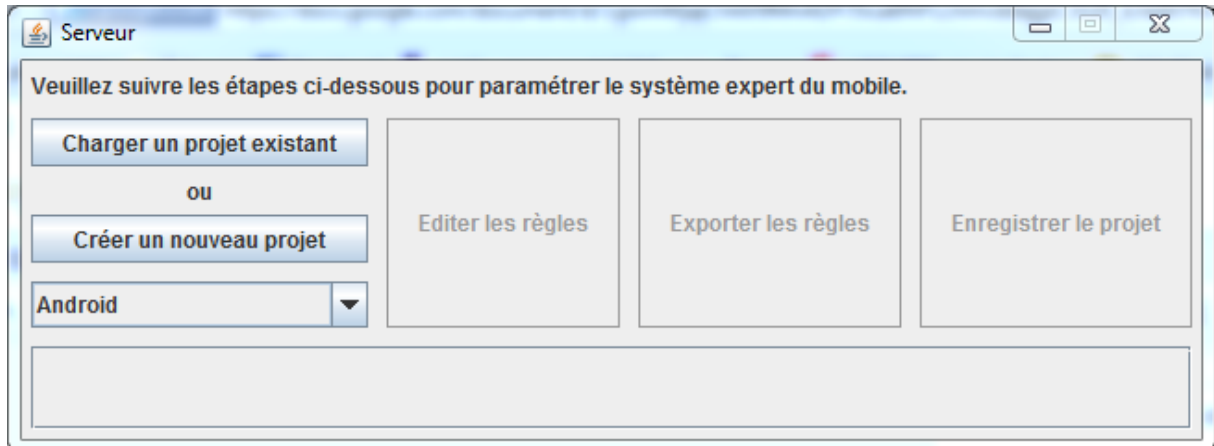 Serveur
Veuillez suivre les étapes ci-dessous pour paramétrer le système expert du mobile.
Charger un projet existant
ou
Créer un nouveau projet
Android
Editer les règles
Exporter les règles
Enregistrer le projet